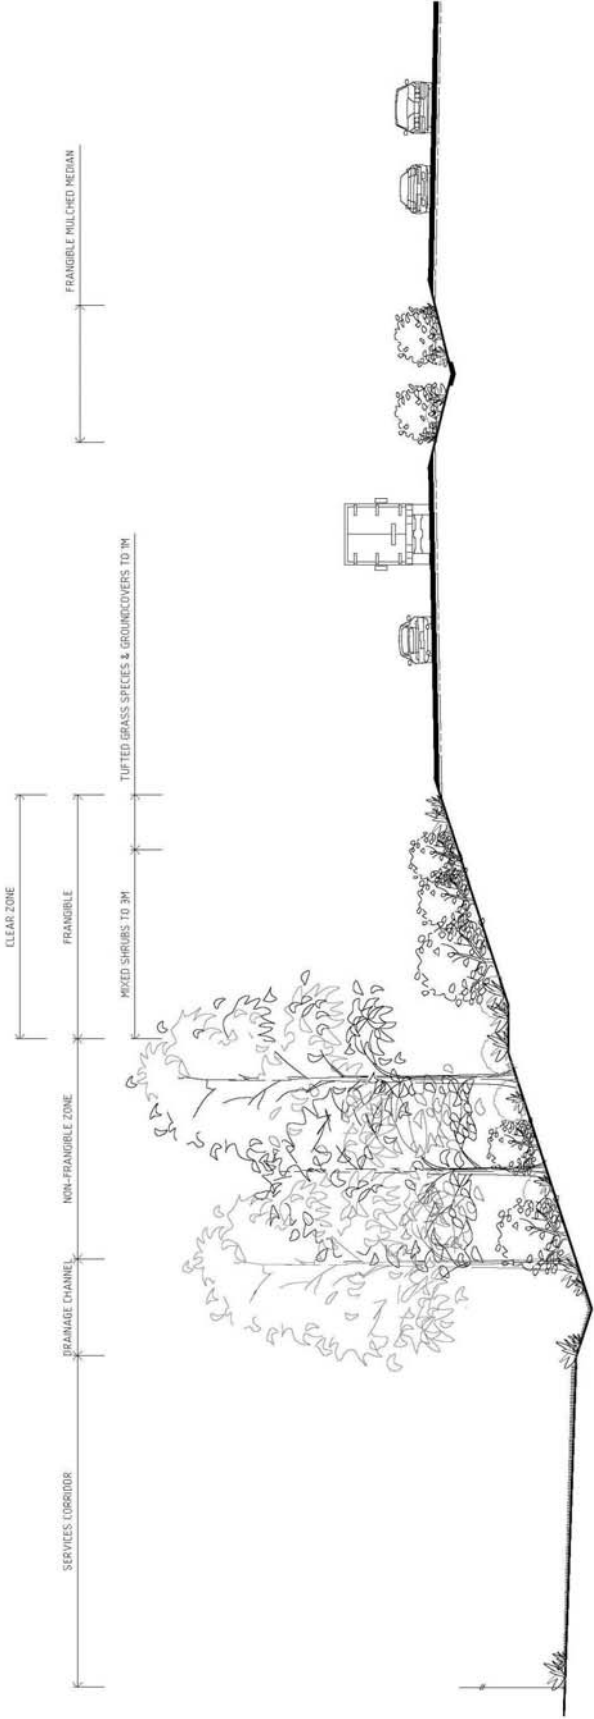 CLEAR ZONE
SERVICES CORRIDOR
DRAINAGE CHANNEL
NON-FRANGIBLE ZONE
FRANGIBLE
FRANGIBLE MULCHED MEDIAN
MIXED SHRUBS TO 3M
TUFTED GRASS SPECIES & GROUNDCOVERS TO 1M